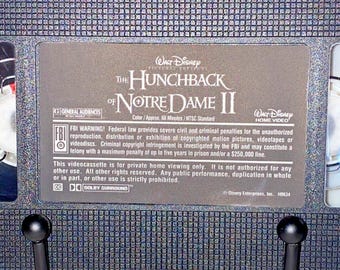 WALT DISNEY
PICTURES PRESENTS
THE HUNCHBACK
OF NOTRE DAME II
G GENERAL AUDIENCES
Color / Approx. 68 Minutes / NTSC Standard
WALT DISNEY
HOME VIDEO
FBI WARNING! Federal law provides severe civil and criminal penalties for the unauthorized
reproduction, distribution or exhibition of copyrighted motion pictures, videotapes or
videodiscs. Criminal copyright infringement is investigated by the FBI and may constitute a
felony with a maximum penalty of up to five years in prison and/or a $250,000 fine.
This videocassette is for private home viewing only. It is not authorized for any
other use. All other rights reserved. Any public performance, duplication in whole
or in part, or other use is strictly prohibited.
DOLBY SURROUND
© Disney Enterprises, Inc.